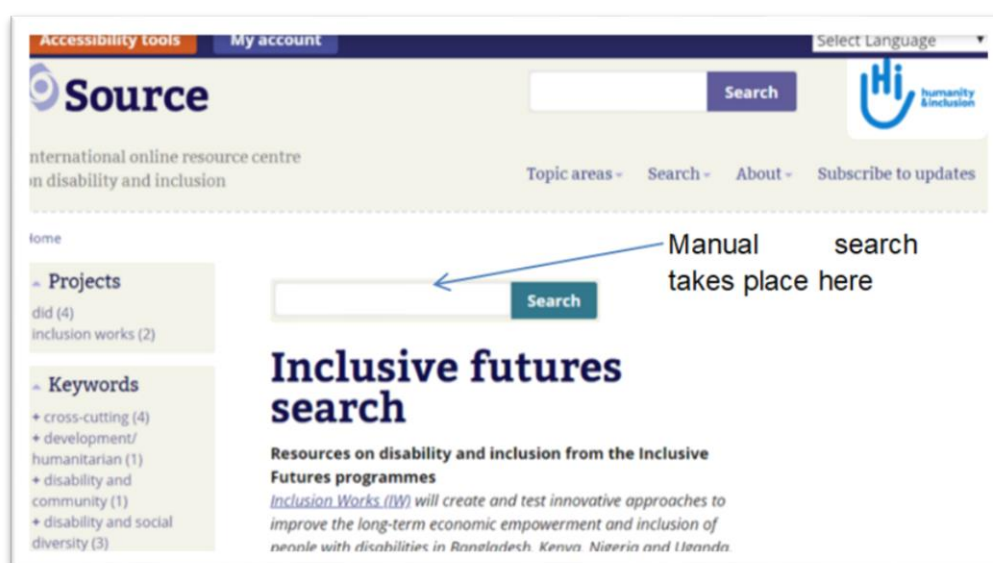 Accessibility tools
My account
Select Language
Source
Search
Hi
humanity
&inclusion
nternational online resource centre
n disability and inclusion
Topic areas
Search
About
Subscribe to updates
Home
Manual search
takes place here
Projects
did (4)
inclusion works (2)
Search
Keywords
+ cross-cutting (4)
+ development/
humanitarian (1)
+ disability and
community (1)
+ disability and social
diversity (3)
Inclusive futures
search
Resources on disability and inclusion from the Inclusive
Futures programmes
Inclusion Works (IW) will create and test innovative approaches to
improve the long-term economic empowerment and inclusion of
people with disabilities in Bangladesh, Kenya, Nigeria and Uganda.